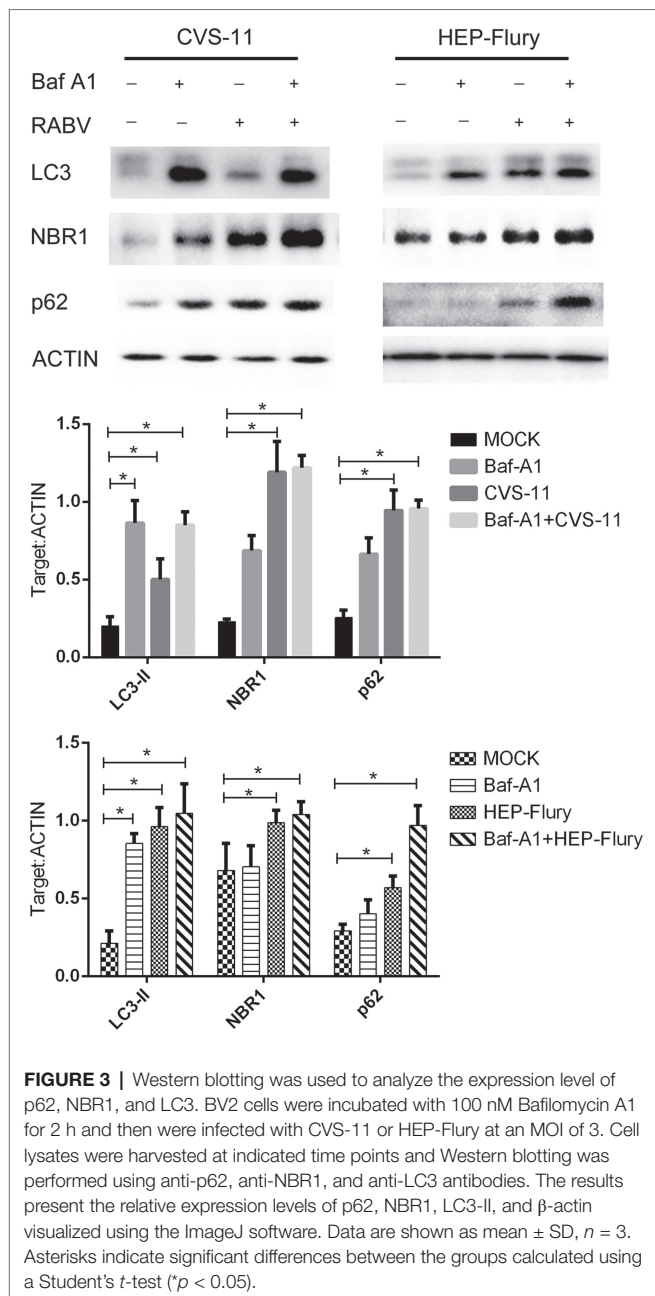 CVS-11 HEP-Flury
Baf A1 − + − + − + − +
RABV − − + + − − + +
LC3
NBR1
p62
ACTIN
1.5
1.0
0.5
0.0
Target:ACTIN
* * *
* *
* *
MOCK
Baf-A1
CVS-11
Baf-A1+CVS-11
LC3-II NBR1 p62
1.5
1.0
0.5
0.0
Target:ACTIN
* * *
* *
* *
MOCK
Baf-A1
HEP-Flury
Baf-A1+HEP-Flury
LC3-II NBR1 p62
FIGURE 3 | Western blotting was used to analyze the expression level of
p62, NBR1, and LC3. BV2 cells were incubated with 100 nM Bafilomycin A1
for 2 h and then were infected with CVS-11 or HEP-Flury at an MOI of 3. Cell
lysates were harvested at indicated time points and Western blotting was
performed using anti-p62, anti-NBR1, and anti-LC3 antibodies. The results
present the relative expression levels of p62, NBR1, LC3-II, and β-actin
visualized using the ImageJ software. Data are shown as mean ± SD, n = 3.
Asterisks indicate significant differences between the groups calculated using
a Student’s t-test (*p < 0.05).